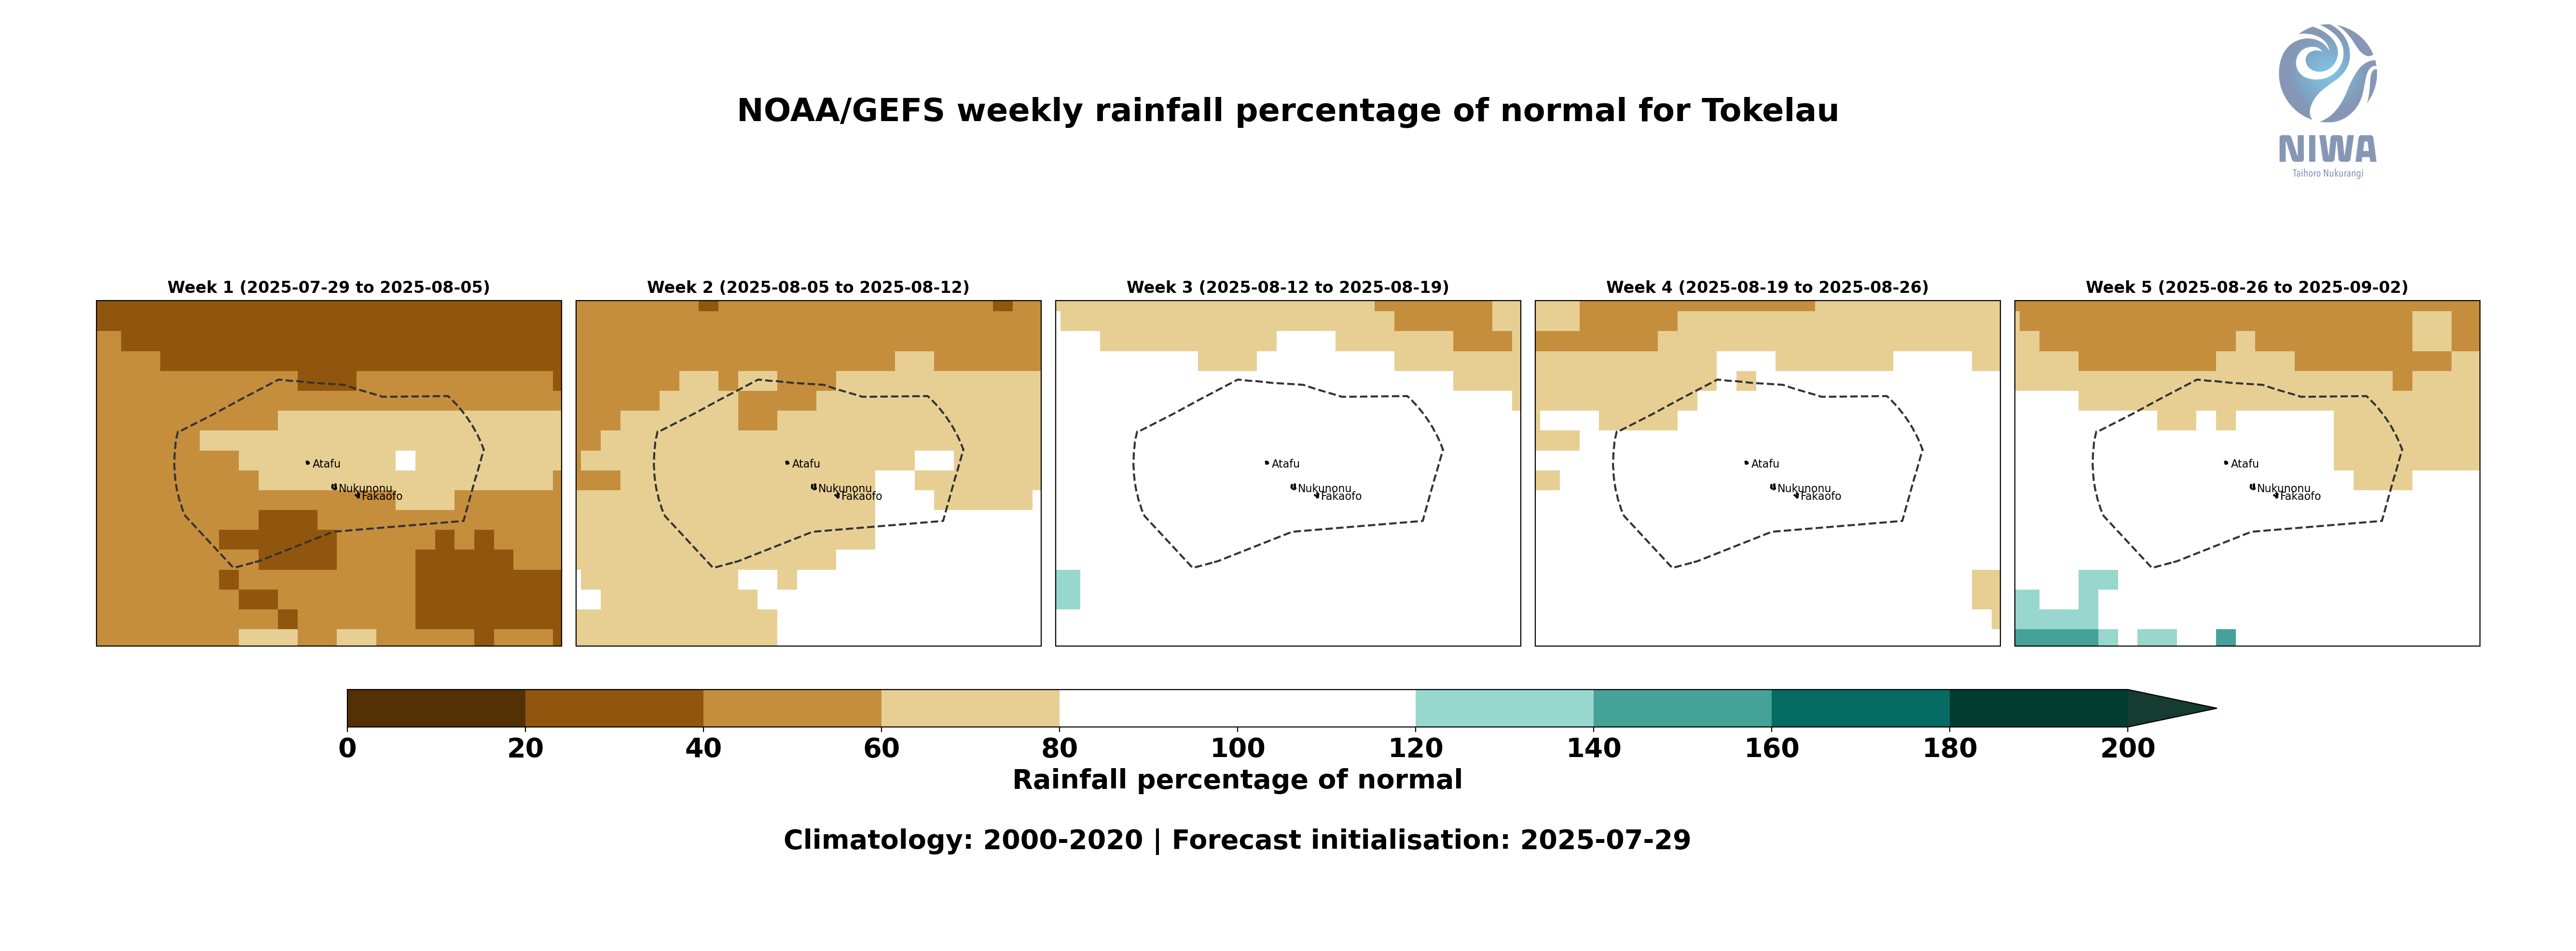 NOAA/GEFS weekly rainfall percentage of normal for Tokelau
NIWA
Taihoro Nukurangi
Week 1 (2025-07-29 to 2025-08-05)
Week 2 (2025-08-05 to 2025-08-12)
Week 3 (2025-08-12 to 2025-08-19)
Week 4 (2025-08-19 to 2025-08-26)
Week 5 (2025-08-26 to 2025-09-02)
Atafu
Nukunonu
Fakaofo
Atafu
Nukunonu
Fakaofo
Atafu
Nukunonu
Fakaofo
Atafu
Nukunonu
Fakaofo
Atafu
Nukunonu
Fakaofo
0 20 40 60 80 100 120 140 160 180 200
Rainfall percentage of normal
Climatology: 2000-2020 | Forecast initialisation: 2025-07-29